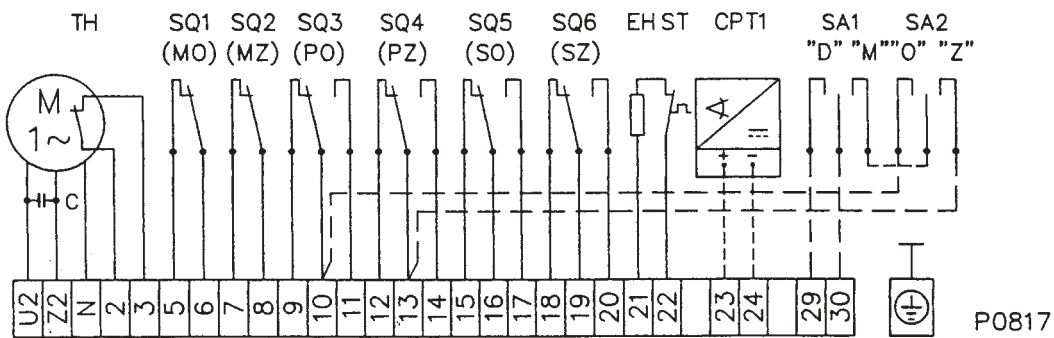 TH SQ1 SQ2 SQ3 SQ4 SQ5 SQ6 EH ST CPT1 SA1 SA2
(MO) (MZ) (PO) (PZ) (SO) (SZ) "D" "M" "O" "Z"
M
1~
+ -
C
U2 Z2 N 2 3 5 6 7 8 9 10 11 12 13 14 15 16 17 18 19 20 21 22 23 24 29 30
P0817